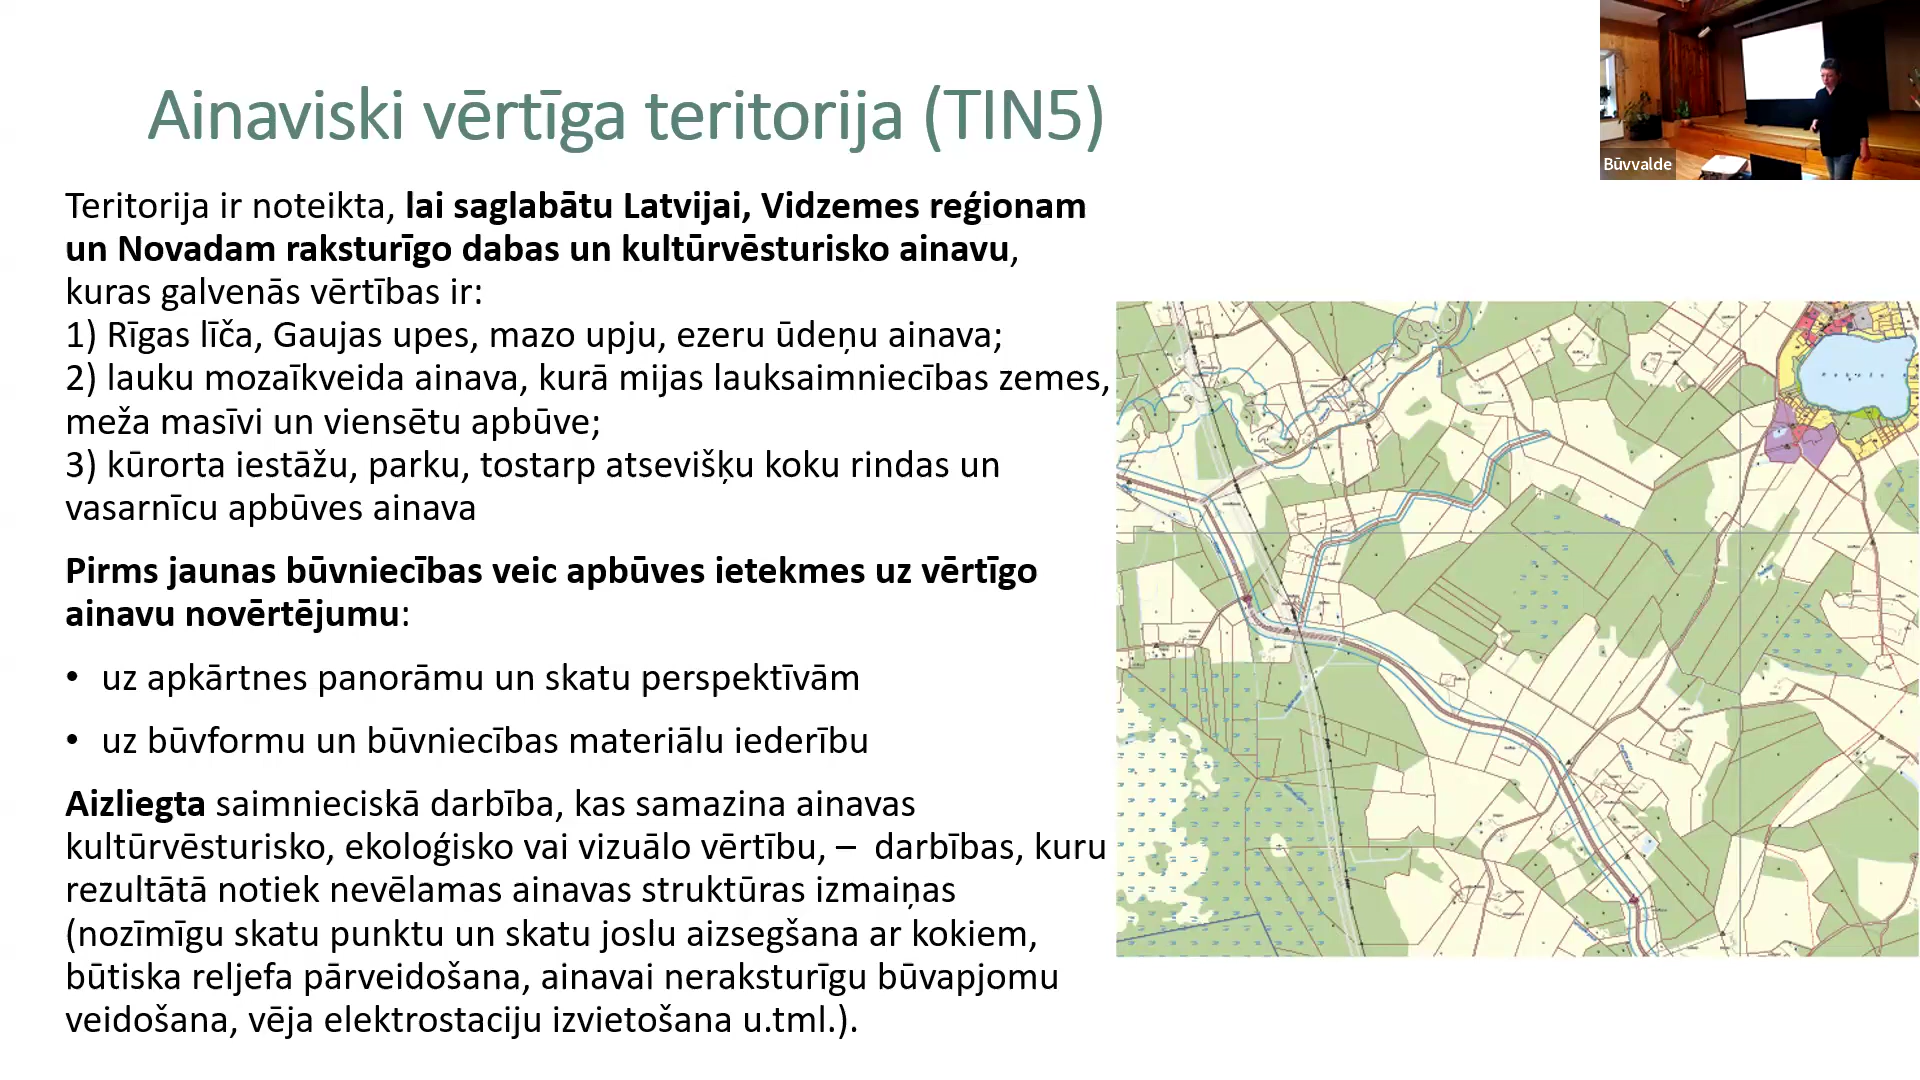 Ainaviski vērtīga teritorija (TIN5)
Būvvalde
Teritorija ir noteikta, lai saglabātu Latvijai, Vidzemes reģionam
un Novadam raksturīgo dabas un kultūrvēsturisko ainavu,
kuras galvenās vērtības ir:
1) Rīgas līča, Gaujas upes, mazo upju, ezeru ūdeņu ainava;
2) lauku mozaīkveida ainava, kurā mijas lauksaimniecības zemes,
meža masīvi un viensētu apbūve;
3) kūrorta iestāžu, parku, tostarp atsevišķu koku rindas un
vasarnīcu apbūves ainava
Pirms jaunas būvniecības veic apbūves ietekmes uz vērtīgo
ainavu novērtējumu:
• uz apkārtnes panorāmu un skatu perspektīvām
• uz būvformu un būvniecības materiālu iederību
Aizliegta saimnieciskā darbība, kas samazina ainavas
kultūrvēsturisko, ekoloģisko vai vizuālo vērtību, – darbības, kuru
rezultātā notiek nevēlamas ainavas struktūras izmaiņas
(nozīmīgu skatu punktu un skatu joslu aizsegšana ar kokiem,
būtiska reljefa pārveidošana, ainavai neraksturīgu būvapjomu
veidošana, vēja elektrostaciju izvietošana u.tml.).